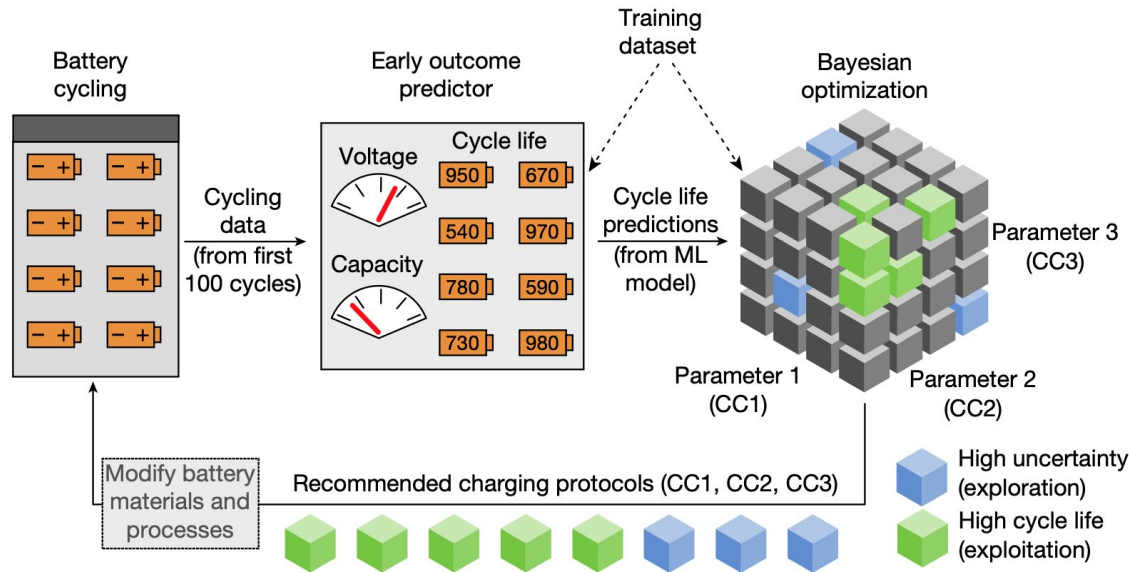 Battery
cycling
− + − +
− + − +
− + − +
− + − +
Cycling
data
(from first
100 cycles)
Early outcome
predictor
Voltage
Capacity
Cycle life
950 670
540 970
780 590
730 980
Training
dataset
Cycle life
predictions
(from ML
model)
Bayesian
optimization
Parameter 1
(CC1)
Parameter 2
(CC2)
Parameter 3
(CC3)
Modify battery
materials and
processes
Recommended charging protocols (CC1, CC2, CC3)
High uncertainty
(exploration)
High cycle life
(exploitation)